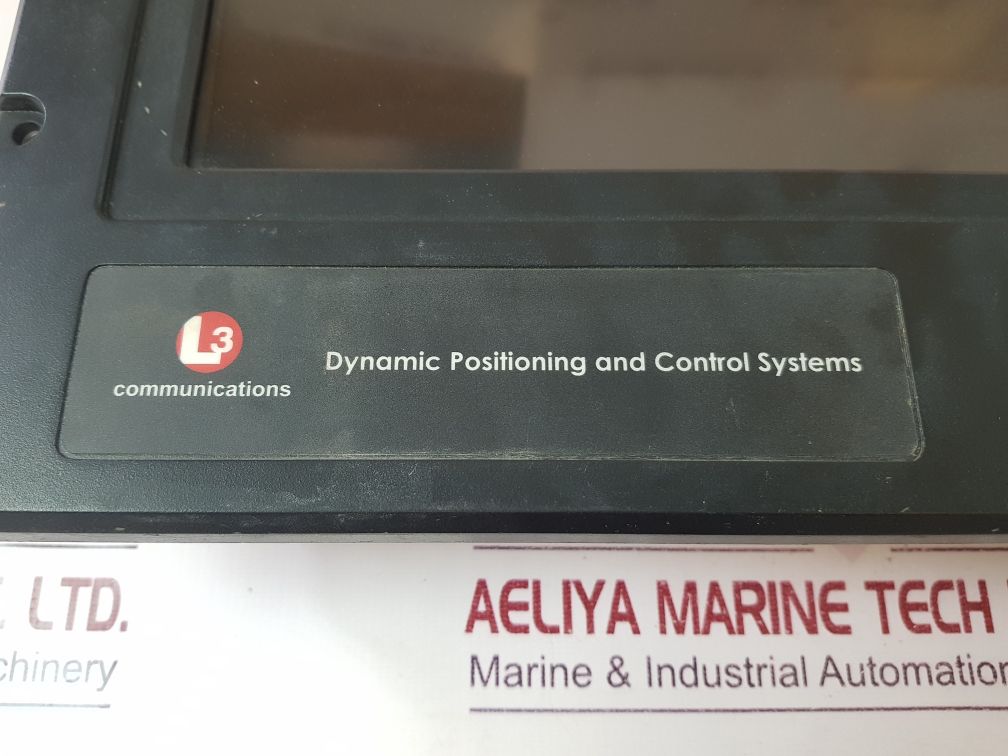 L3
communications
Dynamic Positioning and Control Systems
LTD.
AELIYA MARINE TECH
chinery
Marine & Industrial Automation